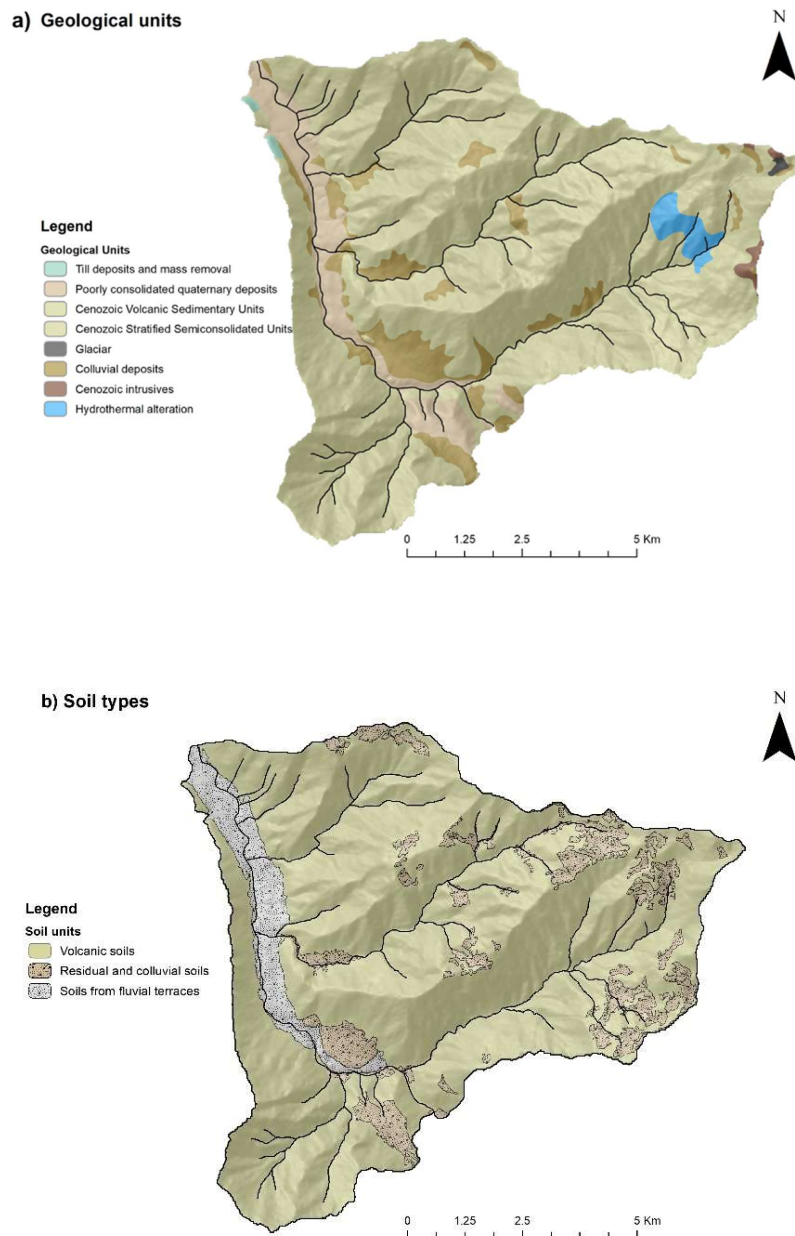 a) Geological units
N
Legend
Geological Units
Till deposits and mass removal
Poorly consolidated quaternary deposits
Cenozoic Volcanic Sedimentary Units
Cenozoic Stratified Semiconsolidated Units
Glaciar
Colluvial deposits
Cenozoic intrusives
Hydrothermal alteration
0 1.25 2.5 5 Km
b) Soil types
N
Legend
Soil units
Volcanic soils
Residual and colluvial soils
Soils from fluvial terraces
0 1.25 2.5 5 Km